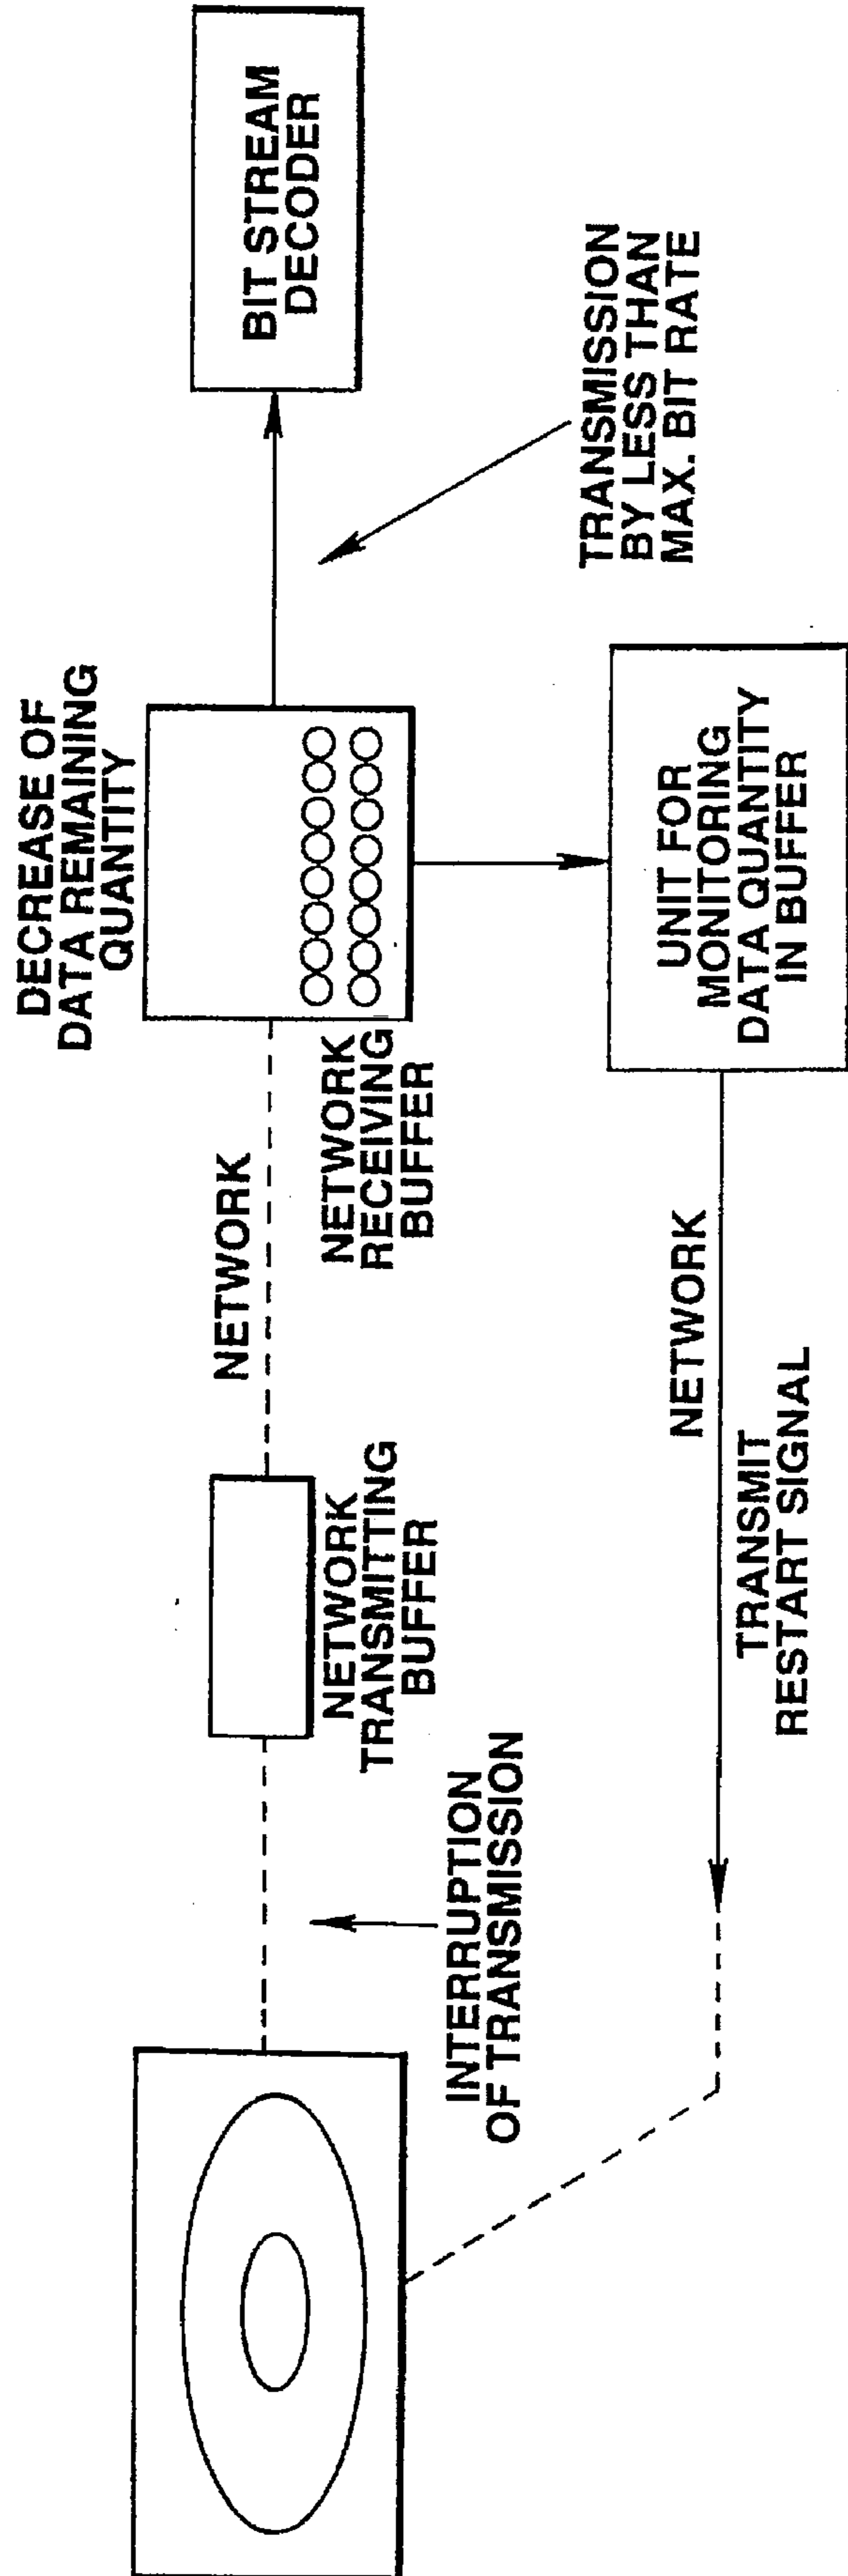 INTERRUPTION
OF TRANSMISSION
NETWORK
TRANSMITTING
BUFFER
NETWORK
NETWORK
RECEIVING
BUFFER
DECREASE OF
DATA REMAINING
QUANTITY
BIT STREAM
DECODER
TRANSMISSION
BY LESS THAN
MAX. BIT RATE
UNIT FOR
MONITORING
DATA QUANTITY
IN BUFFER
NETWORK
TRANSMIT
RESTART SIGNAL